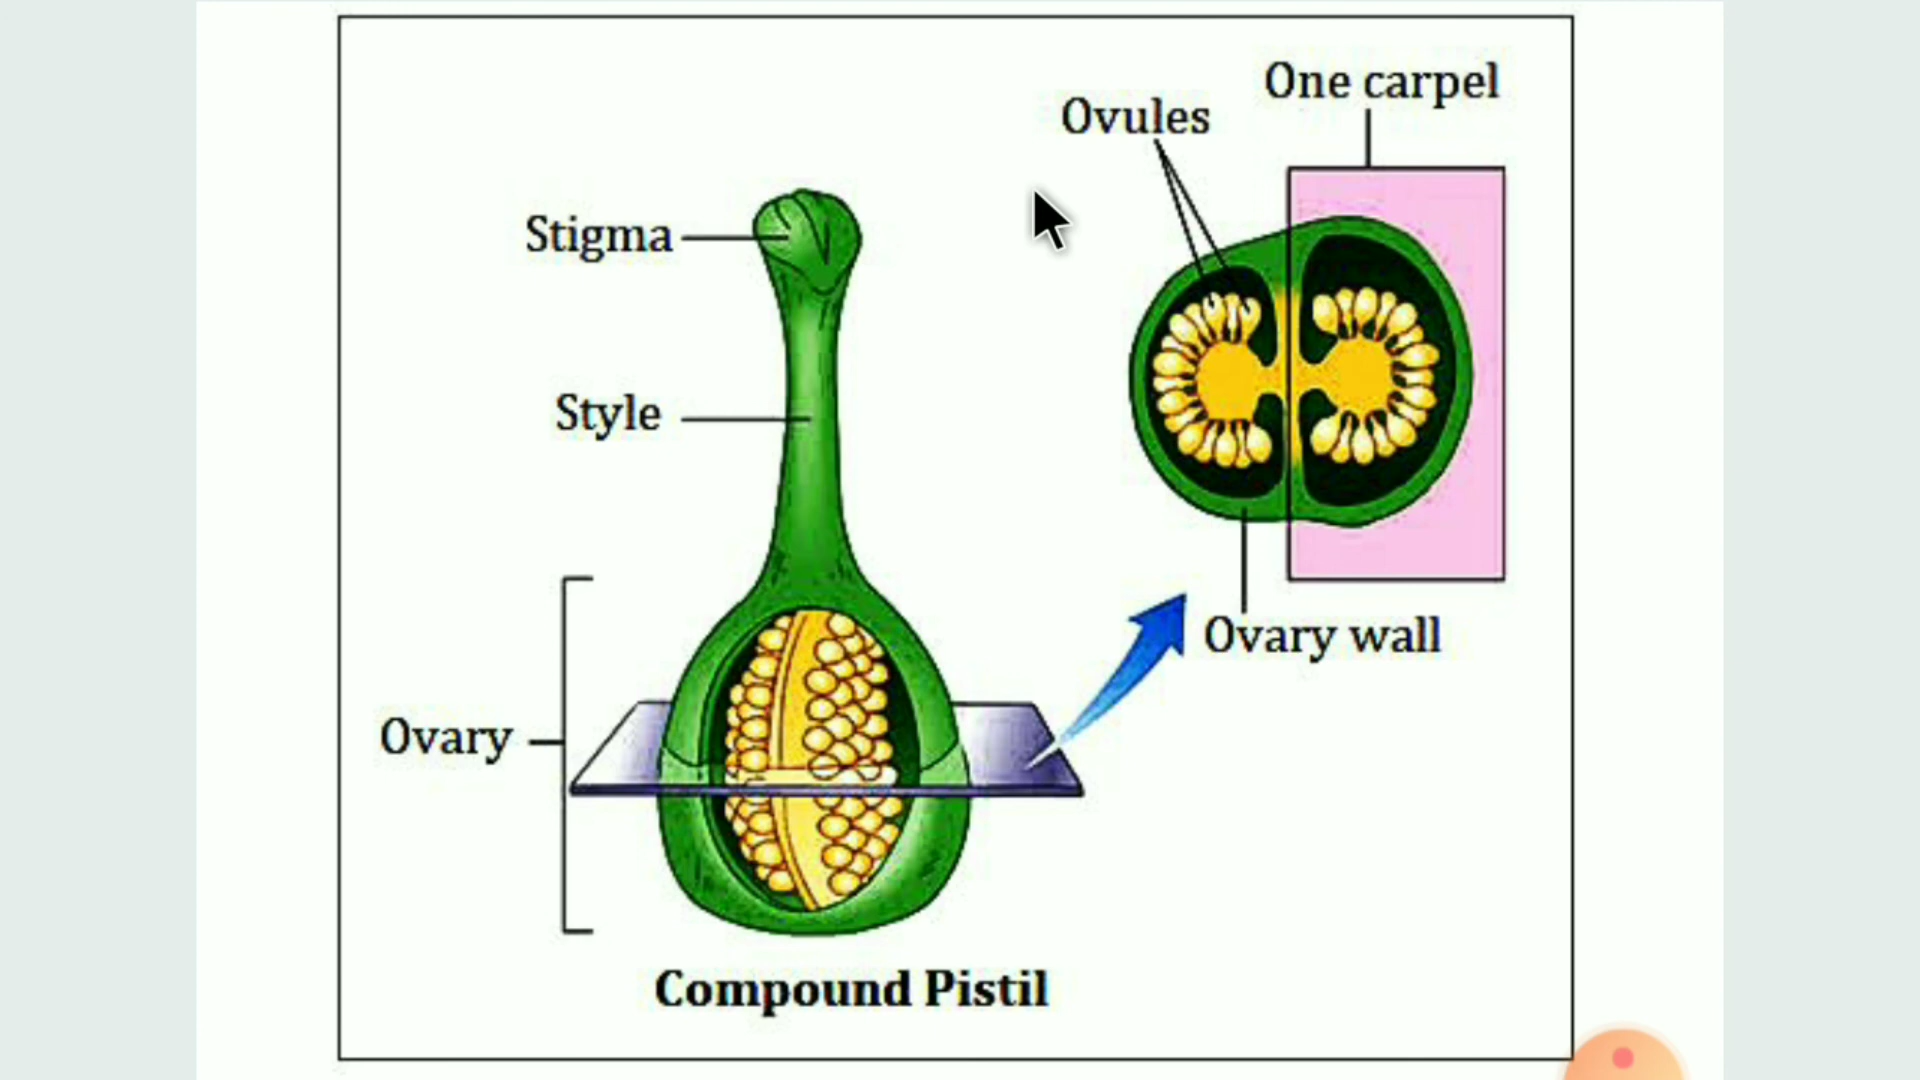 One carpel
Ovules
Stigma
Style
Ovary wall
Ovary
Compound Pistil